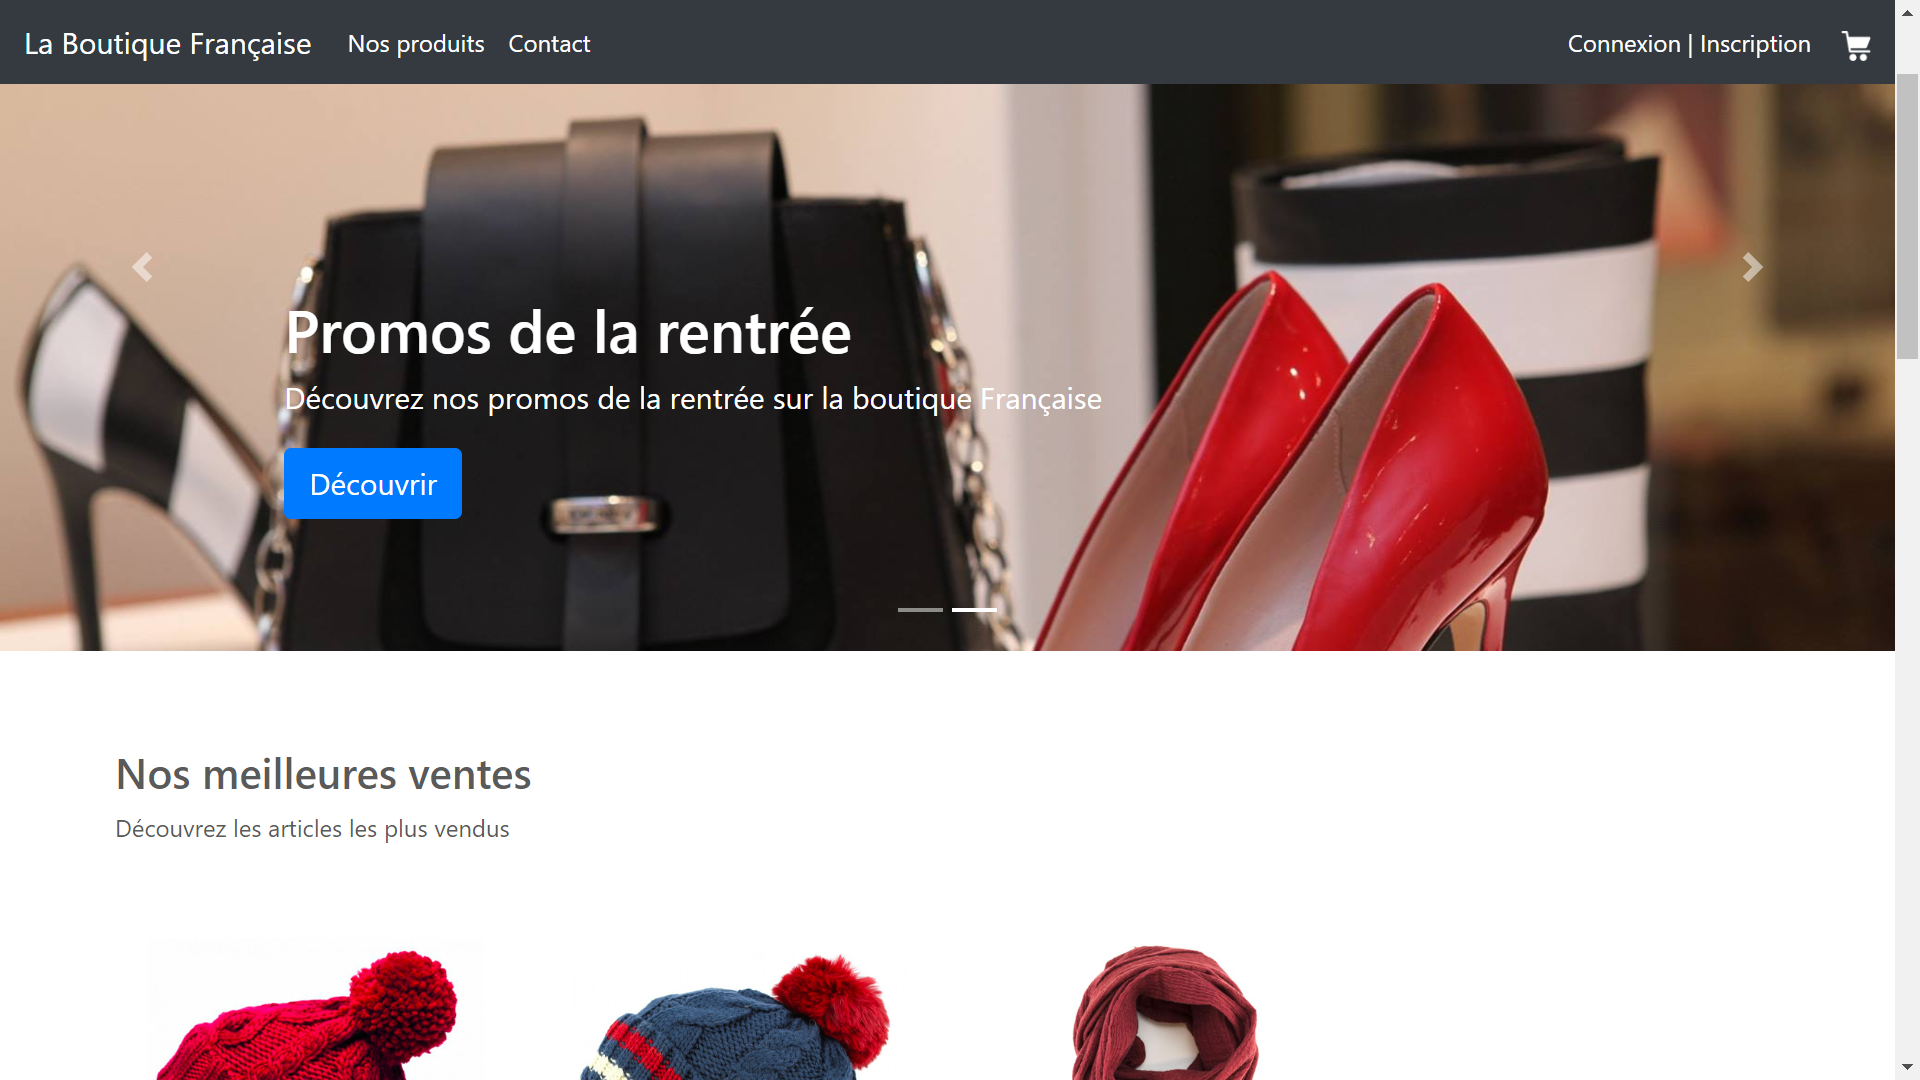 La Boutique Française Nos produits Contact Connexion | Inscription
Promos de la rentrée
Découvrez nos promos de la rentrée sur la boutique Française
Découvrir
Nos meilleures ventes
Découvrez les articles les plus vendus